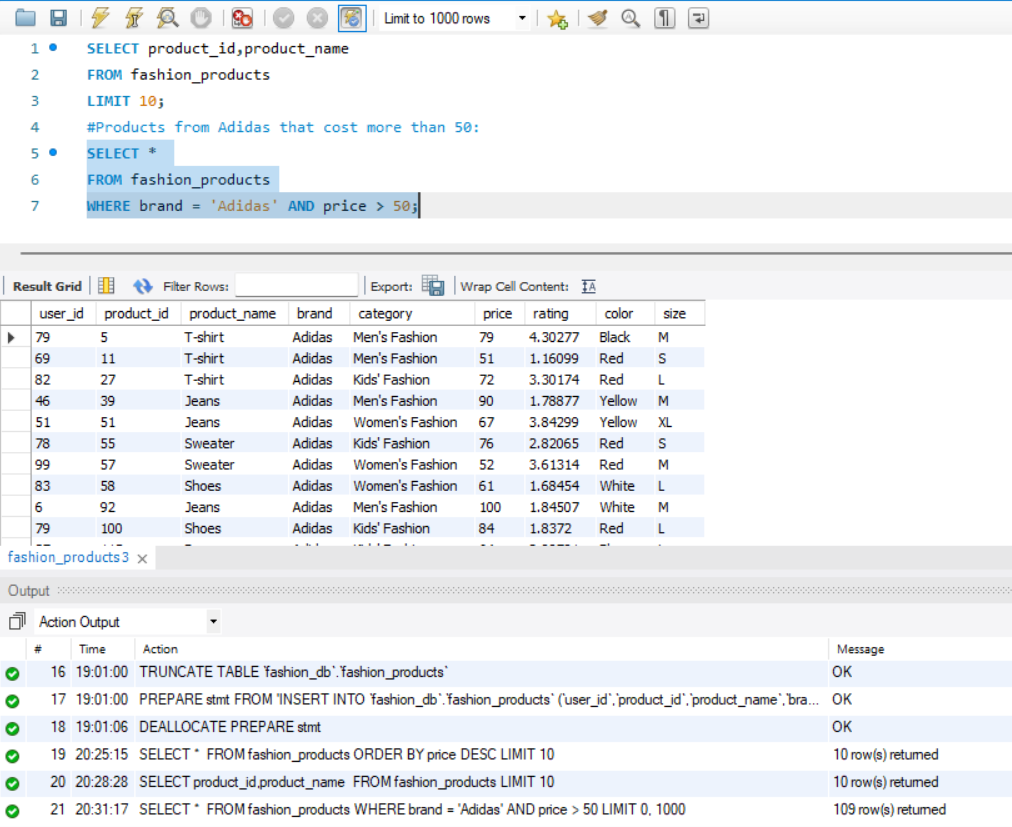 Limit to 1000 rows
1 SELECT product_id,product_name
2 FROM fashion_products
3 LIMIT 10;
4 #Products from Adidas that cost more than 50:
5 SELECT *
6 FROM fashion_products
7 WHERE brand = 'Adidas' AND price > 50;
Result Grid Filter Rows: Export: Wrap Cell Content:
user_id product_id product_name brand category price rating color size
79 5 T-shirt Adidas Men's Fashion 79 4.30277 Black M
69 11 T-shirt Adidas Men's Fashion 51 1.16099 Red S
82 27 T-shirt Adidas Kids' Fashion 72 3.30174 Red L
46 39 Jeans Adidas Men's Fashion 90 1.78877 Yellow M
51 51 Jeans Adidas Women's Fashion 67 3.84299 Yellow XL
78 55 Sweater Adidas Kids' Fashion 76 2.82065 Red S
99 57 Sweater Adidas Women's Fashion 52 3.61314 Red M
83 58 Shoes Adidas Women's Fashion 61 1.68454 White L
6 92 Jeans Adidas Men's Fashion 100 1.84507 White M
79 100 Shoes Adidas Kids' Fashion 84 1.8372 Red L
fashion_products3
Output
Action Output
# Time Action Message
16 19:01:00 TRUNCATE TABLE `fashion_db`.`fashion_products` OK
17 19:01:00 PREPARE stmt FROM 'INSERT INTO `fashion_db`.`fashion_products` (`user_id`,`product_id`,`product_name`,`bra... OK
18 19:01:06 DEALLOCATE PREPARE stmt OK
19 20:25:15 SELECT * FROM fashion_products ORDER BY price DESC LIMIT 10 10 row(s) returned
20 20:28:28 SELECT product_id,product_name FROM fashion_products LIMIT 10 10 row(s) returned
21 20:31:17 SELECT * FROM fashion_products WHERE brand = 'Adidas' AND price > 50 LIMIT 0, 1000 109 row(s) returned